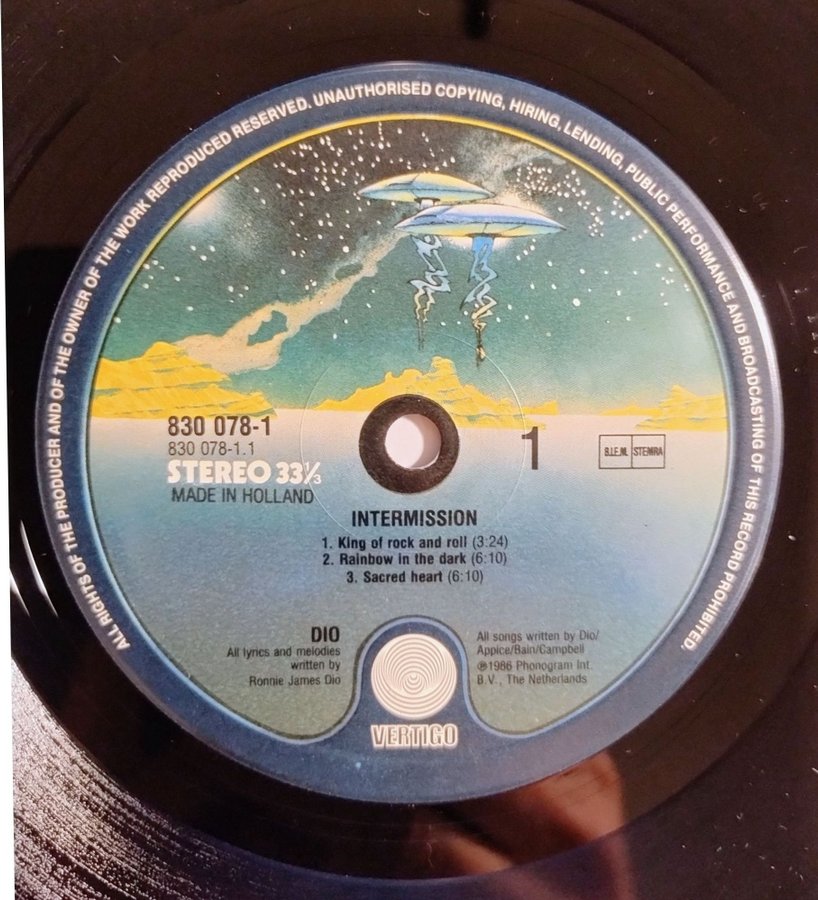 ALL RIGHTS OF THE PRODUCER AND OF THE OWNER OF THE WORK REPRODUCED RESERVED. UNAUTHORISED COPYING, HIRING, LENDING, PUBLIC PERFORMANCE AND BROADCASTING OF THIS RECORD PROHIBITED.
830 078-1
830 078-1.1
STEREO 33⅓
MADE IN HOLLAND
1
B.I.E.M. STEMRA
INTERMISSION
1. King of rock and roll (3:24)
2. Rainbow in the dark (6:10)
3. Sacred heart (6:10)
DIO
All lyrics and melodies
written by
Ronnie James Dio
All songs written by Dio/
Appice/Bain/Campbell
℗1986 Phonogram Int.
B.V., The Netherlands
VERTIGO